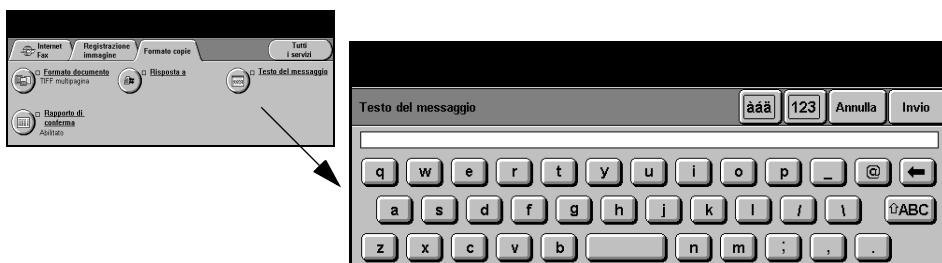 Internet Fax
Registrazione immagine
Formato copie
Tutti i servizi
Formato documento
TIFF multipagina
Risposta a
Testo del messaggio
Rapporto di conferma
Abilitato
Testo del messaggio
àáä
123
Annulla
Invio
q w e r t y u i o p _ @ ←
a s d f g h j k l / \ ⇧ABC
z x c v b n m ; , .